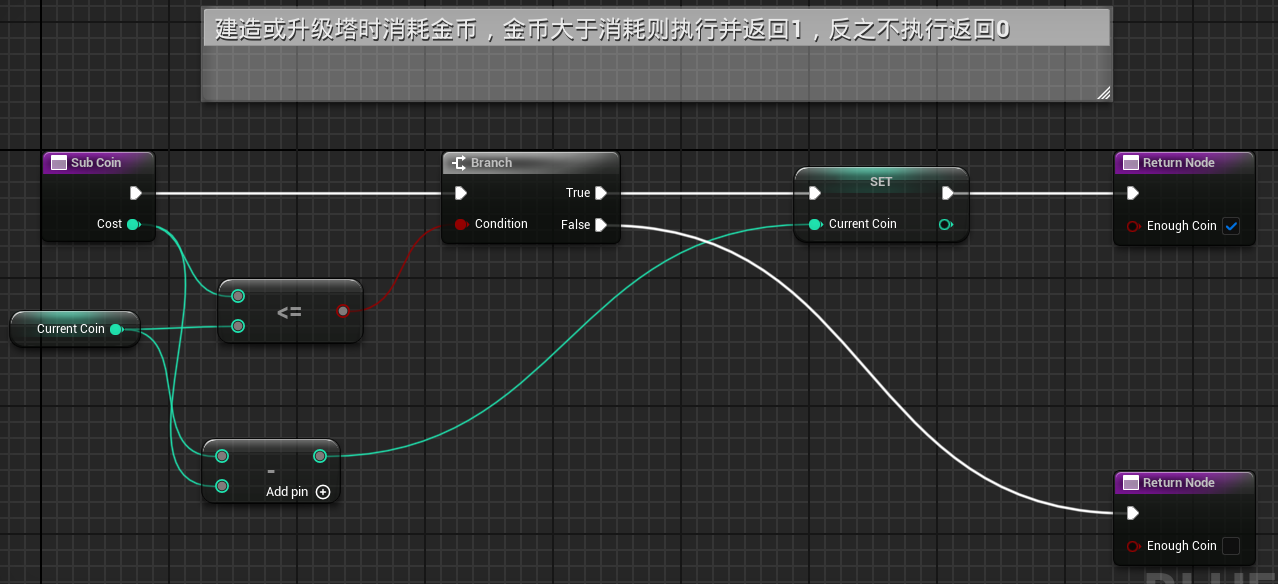 建造或升级塔时消耗金币，金币大于消耗则执行并返回1，反之不执行返回0
Sub Coin
Cost
Branch
True
Condition
False
SET
Current Coin
Return Node
Enough Coin
<=
Current Coin
-
Add pin
Return Node
Enough Coin